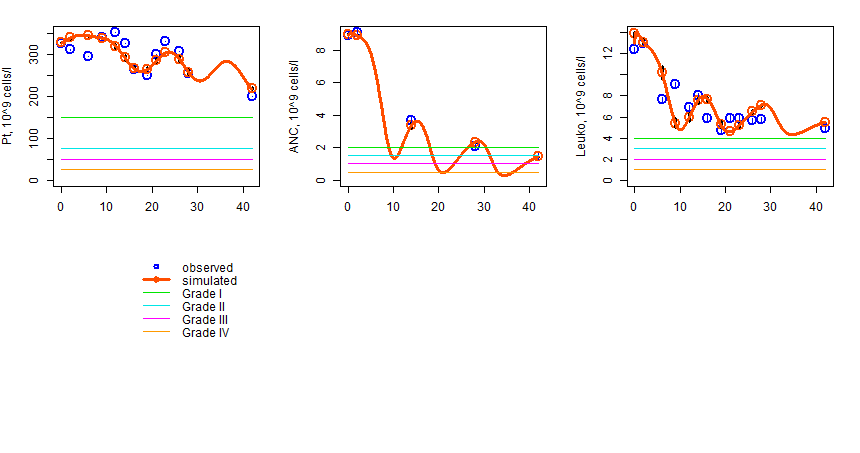 Pt, 10^9 cells/l
0 100 200 300
0 10 20 30 40
ANC, 10^9 cells/l
0 2 4 6 8
0 10 20 30 40
Leuko, 10^9 cells/l
0 2 4 6 8 12
0 10 20 30 40
observed
simulated
Grade I
Grade II
Grade III
Grade IV